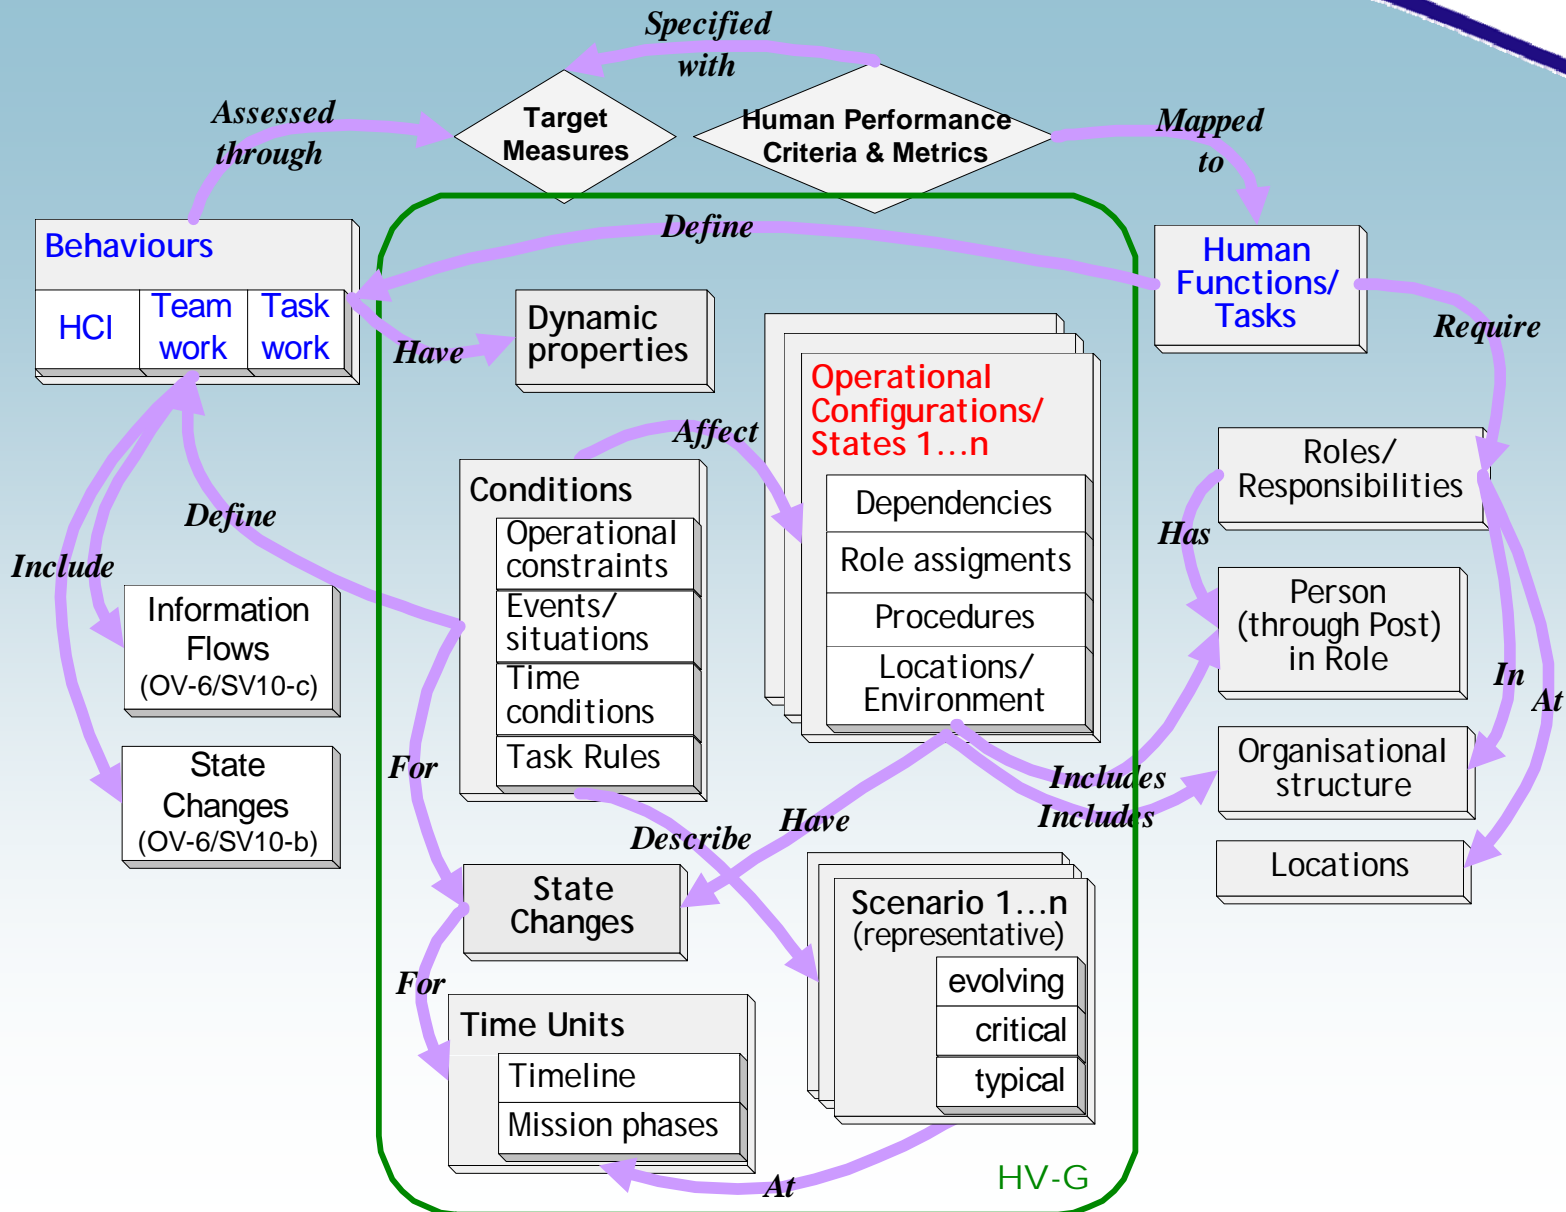 Specified
with
Assessed
through
Target
Measures
Human Performance
Criteria & Metrics
Mapped
to
Behaviours
HCI
Team
work
Task
work
Define
Human
Functions/
Tasks
Have
Dynamic
properties
Require
Operational
Configurations/
States 1...n
Dependencies
Role assigments
Procedures
Locations/
Environment
Affect
Conditions
Operational
constraints
Events/
situations
Time
conditions
Task Rules
Define
Include
Information
Flows
(OV-6/SV10-c)
State
Changes
(OV-6/SV10-b)
Roles/
Responsibilities
Has
Person
(through Post)
in Role
In
At
Organisational
structure
Locations
For
Describe
Have
Includes
Includes
State
Changes
Scenario 1...n
(representative)
evolving
critical
typical
For
Time Units
Timeline
Mission phases
At
HV-G